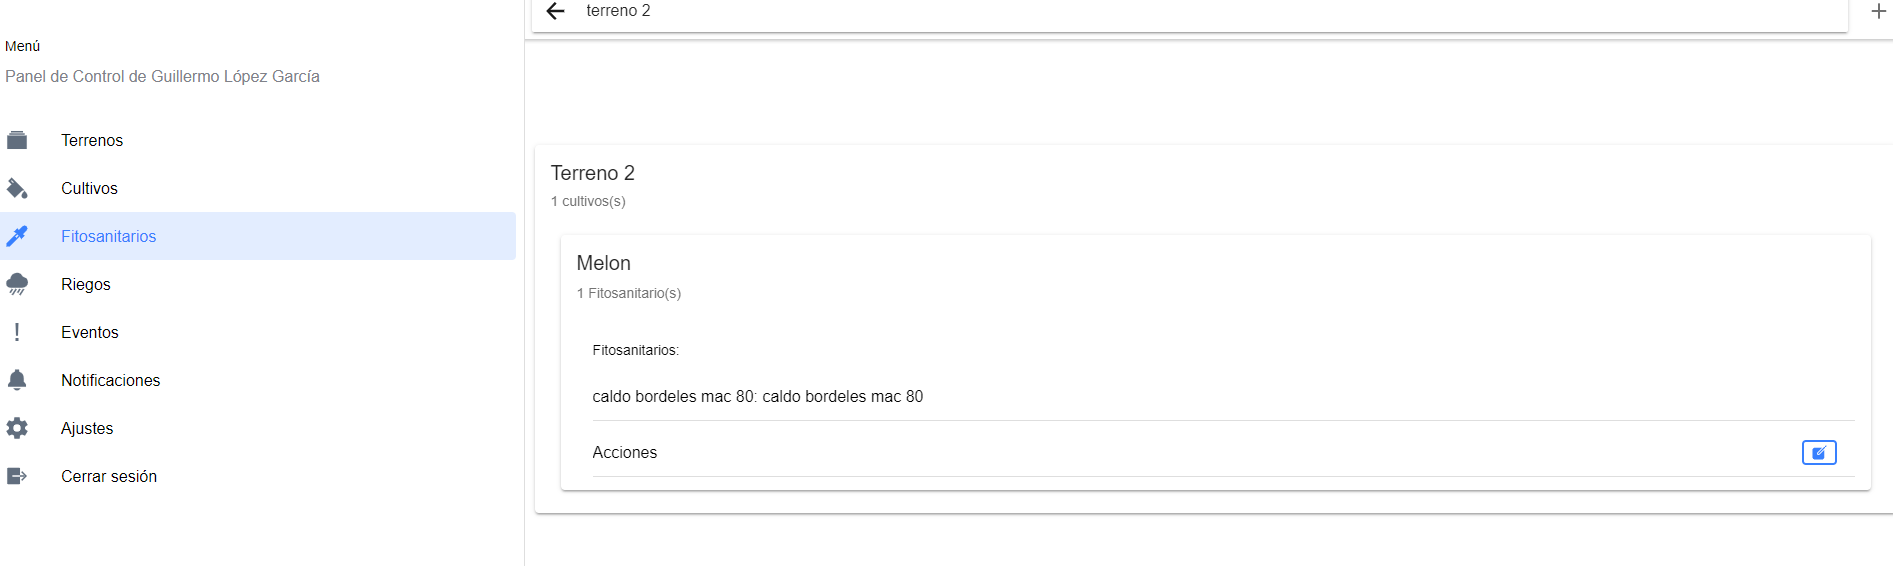 terreno 2
Menú
Panel de Control de Guillermo López García
Terrenos
Cultivos
Fitosanitarios
Riegos
Eventos
Notificaciones
Ajustes
Cerrar sesión
Terreno 2
1 cultivos(s)
Melon
1 Fitosanitario(s)
Fitosanitarios:
caldo bordeles mac 80: caldo bordeles mac 80
Acciones